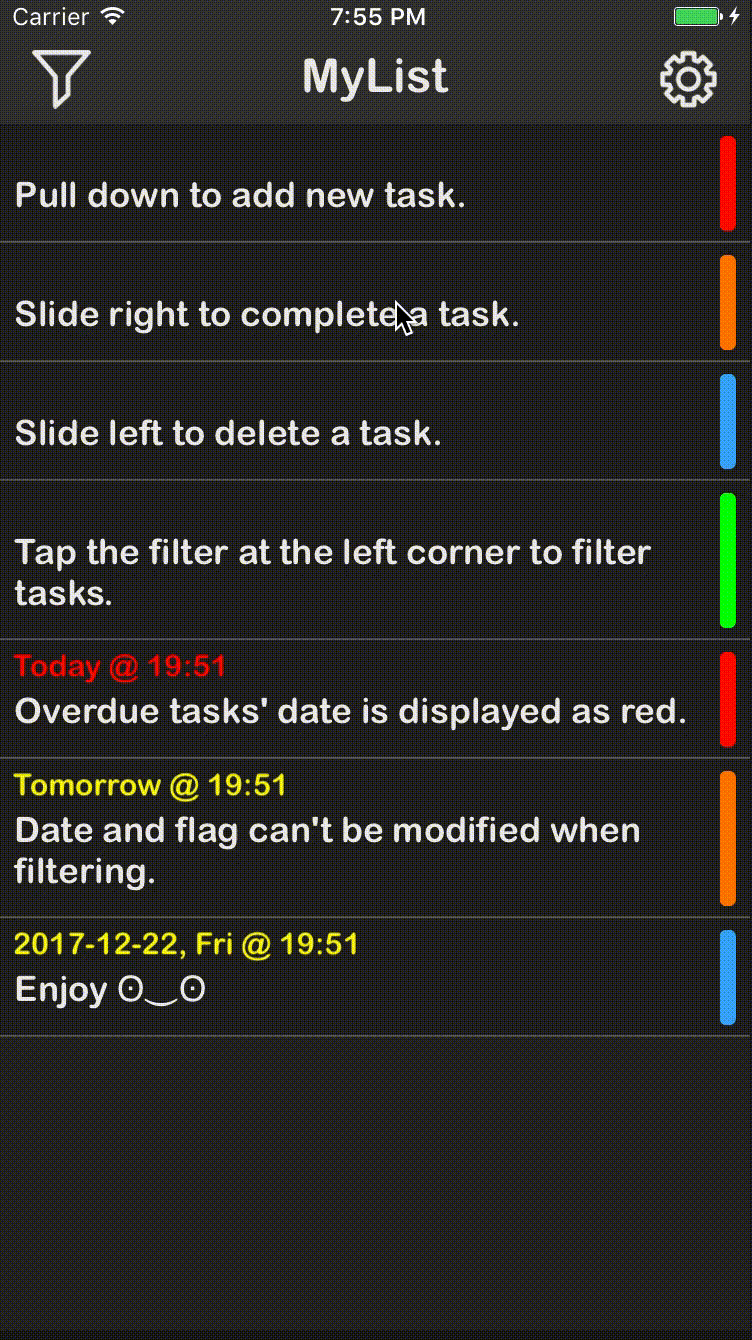 Carrier 7:55 PM
MyList
Pull down to add new task.
Slide right to complete a task.
Slide left to delete a task.
Tap the filter at the left corner to filter
tasks.
Today @ 19:51
Overdue tasks' date is displayed as red.
Tomorrow @ 19:51
Date and flag can't be modified when
filtering.
2017-12-22, Fri @ 19:51
Enjoy ʘ‿ʘ